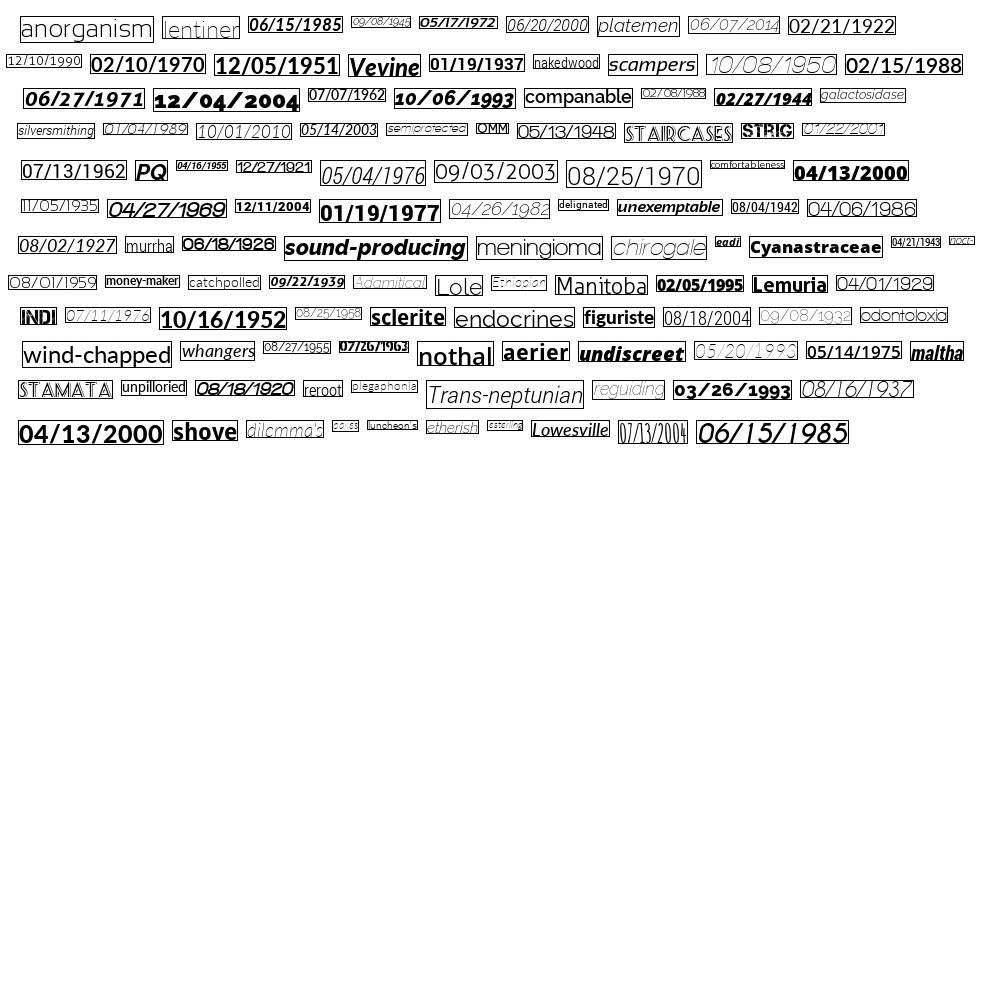 anorganism lentiner 06/15/1985 09/08/1945 05/17/1972 06/20/2000 platemen 06/07/2014 02/21/1922
12/10/1990 02/10/1970 12/05/1951 Vevine 01/19/1937 nakedwood scampers 10/08/1950 02/15/1988
06/27/1971 12/04/2004 07/07/1962 10/06/1993 companable 02/08/1988 02/27/1944 galactosidase
silversmithing 01/04/1989 10/01/2010 05/14/2003 semiprotected OMM 05/13/1948 STAIRCASES STRIG 01/22/2001
07/13/1962 PQ 04/16/1955 12/27/1921 05/04/1976 09/03/2003 08/25/1970 comfortableness 04/13/2000
11/05/1935 04/27/1969 12/11/2004 01/19/1977 04/26/1982 delignated unexemptable 08/04/1942 04/06/1986
08/02/1927 murrha 06/18/1926 sound-producing meningioma chirogale eadi Cyanastraceae 04/21/1943 noct-
08/01/1959 money-maker catchpolled 09/22/1939 Adamitical Lole Ethiopian Manitoba 02/05/1995 Lemuria 04/01/1929
INDI 07/11/1976 10/16/1952 08/25/1958 sclerite endocrines figuriste 08/18/2004 09/08/1932 odontoloxia
wind-chapped whangers 08/27/1955 07/26/1963 nothal aerier undiscreet 05/20/1993 05/14/1975 maltha
STAMATA unpilloried 08/18/1920 reroot plegaphonia Trans-neptunian reguiding 03/26/1993 08/16/1937
04/13/2000 shove dilemma's luncheon's etherish esterling Lowesville 07/13/2004 06/15/1985